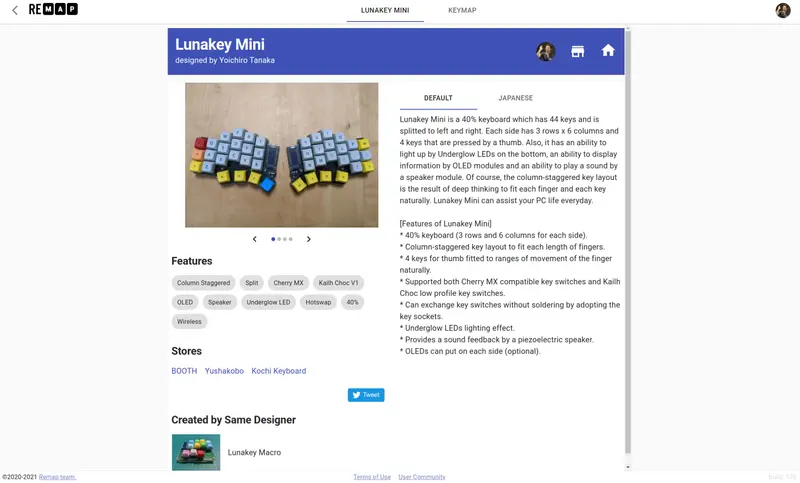 REMAP
LUNAKEY MINI
KEYMAP
Lunakey Mini
designed by Yoichiro Tanaka
DEFAULT
JAPANESE
Lunakey Mini is a 40% keyboard which has 44 keys and is
splitted to left and right. Each side has 3 rows x 6 columns and
4 keys that are pressed by a thumb. Also, it has an ability to
light up by Underglow LEDs on the bottom, an ability to display
information by OLED modules and an ability to play a sound by
a speaker module. Of course, the column-staggered key layout
is the result of deep thinking to fit each finger and each key
naturally. Lunakey Mini can assist your PC life everyday.
[Features of Lunakey Mini]
* 40% keyboard (3 rows and 6 columns for each side).
* Column-staggered key layout to fit each length of fingers.
* 4 keys for thumb fitted to ranges of movement of the finger
naturally.
* Supported both Cherry MX compatible key switches and Kailh
Choc low profile key switches.
* Can exchange key switches without soldering by adopting the
key sockets.
* Underglow LEDs lighting effect.
* Provides a sound feedback by a piezoelectric speaker.
* OLEDs can put on each side (optional).
Features
Column Staggered
Split
Cherry MX
Kailh Choc V1
OLED
Speaker
Underglow LED
Hotswap
40%
Wireless
Stores
BOOTH
Yushakobo
Kochi Keyboard
Tweet
Created by Same Designer
Lunakey Macro
©2020-2021 Remap team.
Terms of Use
User Community